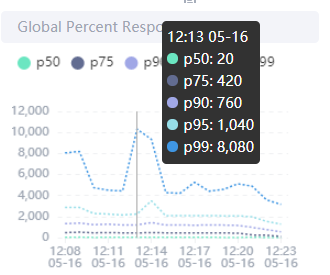 Global Percent Respo
12:13 05-16
p50: 20
p75: 420
p90: 760
p95: 1,040
p99: 8,080
p50 p75 p90 99
12,000
10,000
8,000
6,000
4,000
2,000
0
12:08 12:11 12:14 12:17 12:20 12:23
05-16 05-16 05-16 05-16 05-16 05-16